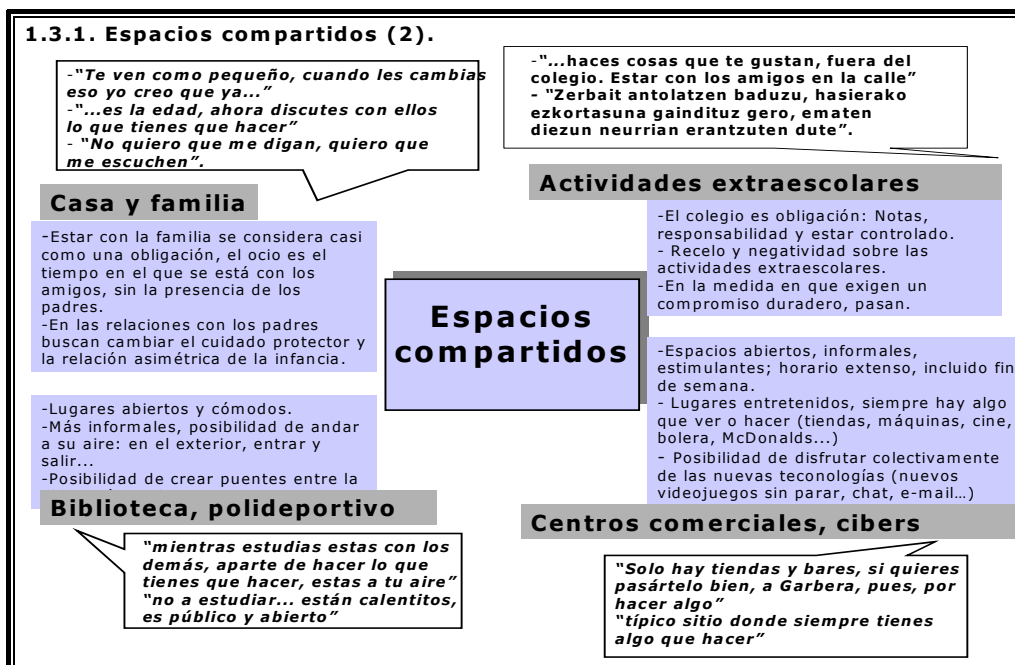 1.3.1. Espacios compartidos (2).
-“Te ven como pequeño, cuando les cambias
eso yo creo que ya...”
-“...es la edad, ahora discutes con ellos
lo que tienes que hacer”
- “No quiero que me digan, quiero que
me escuchen”.
-“...haces cosas que te gustan, fuera del
colegio. Estar con los amigos en la calle”
- “Zerbait antolatzen baduzu, hasierako
ezkortasuna gaindituz gero, ematen
diezun neurrian erantzuten dute”.
Casa y familia
-Estar con la familia se considera casi
como una obligación, el ocio es el
tiempo en el que se está con los
amigos, sin la presencia de los
padres.
-En las relaciones con los padres
buscan cambiar el cuidado protector y
la relación asimétrica de la infancia.
Actividades extraescolares
-El colegio es obligación: Notas,
responsabilidad y estar controlado.
- Recelo y negatividad sobre las
actividades extraescolares.
-En la medida en que exigen un
compromiso duradero, pasan.
Espacios
compartidos
-Lugares abiertos y cómodos.
-Más informales, posibilidad de andar
a su aire: en el exterior, entrar y
salir...
-Posibilidad de crear puentes entre la
Biblioteca, polideportivo
“mientras estudias estas con los
demás, aparte de hacer lo que
tienes que hacer, estas a tu aire”
“no a estudiar... están calentitos,
es público y abierto”
-Espacios abiertos, informales,
estimulantes; horario extenso, incluido fin
de semana.
- Lugares entretenidos, siempre hay algo
que ver o hacer (tiendas, máquinas, cine,
bolera, McDonalds...)
- Posibilidad de disfrutar colectivamente
de las nuevas teconologías (nuevos
videojuegos sin parar, chat, e-mail…)
Centros comerciales, cibers
“Solo hay tiendas y bares, si quieres
pasártelo bien, a Garbera, pues, por
hacer algo”
“típico sitio donde siempre tienes
algo que hacer”